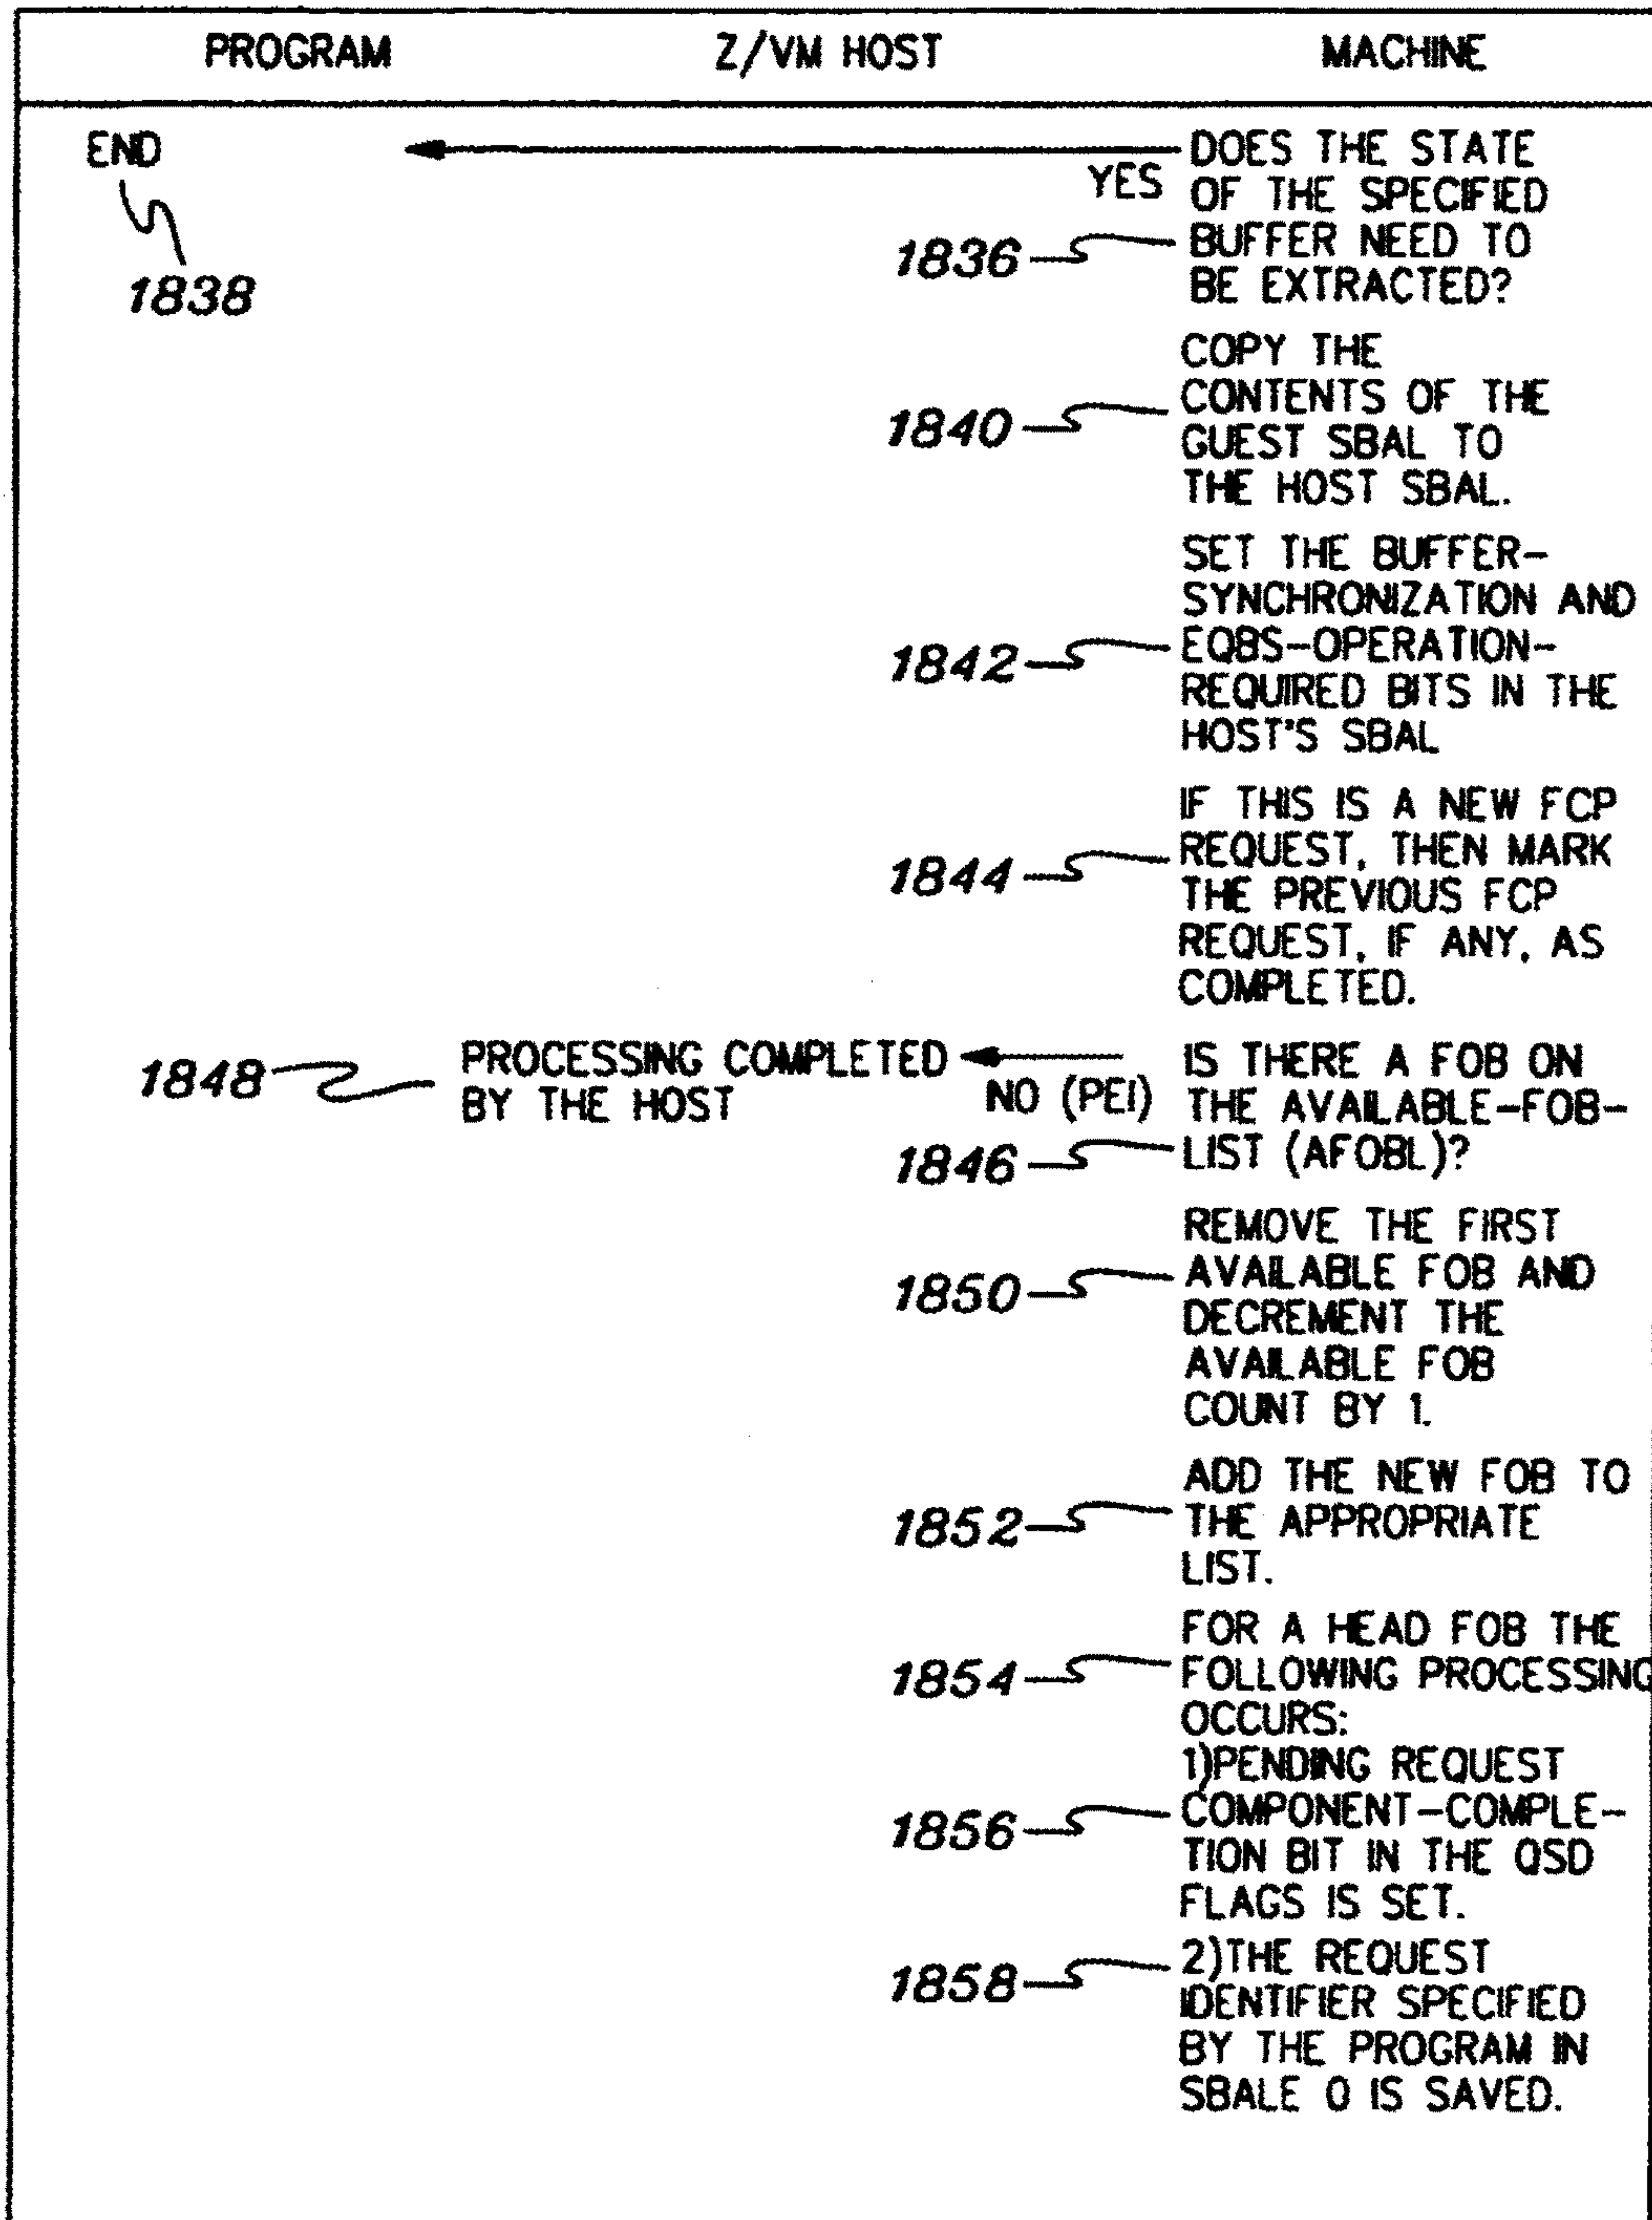 PROGRAM Z/VM HOST MACHINE
END
1838
YES
DOES THE STATE
OF THE SPECIFIED
BUFFER NEED TO
BE EXTRACTED?
1836
COPY THE
CONTENTS OF THE
GUEST SBAL TO
THE HOST SBAL.
1840
SET THE BUFFER-
SYNCHRONIZATION AND
EQBS-OPERATION-
REQUIRED BITS IN THE
HOST'S SBAL
1842
IF THIS IS A NEW FCP
REQUEST, THEN MARK
THE PREVIOUS FCP
REQUEST, IF ANY, AS
COMPLETED.
1844
1848
PROCESSING COMPLETED
BY THE HOST
NO (PEI)
IS THERE A FOB ON
THE AVAILABLE-FOB-
LIST (AFOBL)?
1846
REMOVE THE FIRST
AVAILABLE FOB AND
DECREMENT THE
AVAILABLE FOB
COUNT BY 1.
1850
ADD THE NEW FOB TO
THE APPROPRIATE
LIST.
1852
FOR A HEAD FOB THE
FOLLOWING PROCESSING
OCCURS:
1854
1)PENDING REQUEST
COMPONENT-COMPLE-
TION BIT IN THE QSD
FLAGS IS SET.
1856
2)THE REQUEST
IDENTIFIER SPECIFIED
BY THE PROGRAM IN
SBALE 0 IS SAVED.
1858